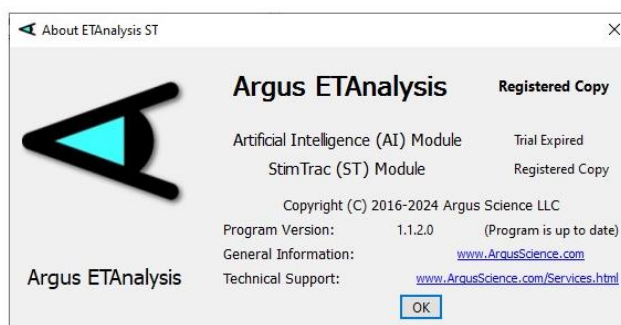 About ETAnalysis ST
Argus ETAnalysis Registered Copy
Artificial Intelligence (AI) Module Trial Expired
StimTrac (ST) Module Registered Copy
Copyright (C) 2016-2024 Argus Science LLC
Program Version: 1.1.2.0 (Program is up to date)
General Information: www.ArgusScience.com
Argus ETAnalysis
Technical Support: www.ArgusScience.com/Services.html
OK